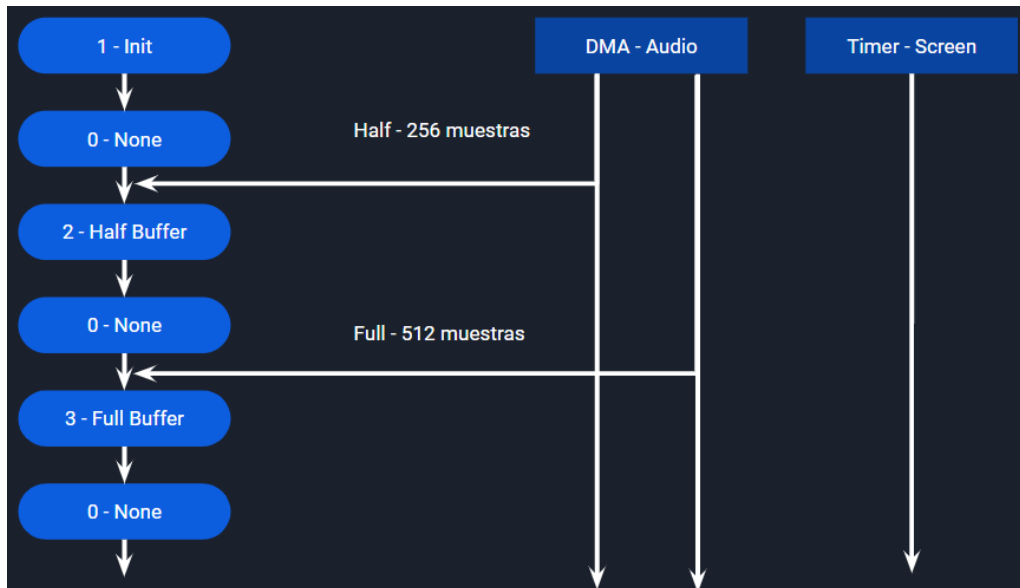 1 - Init
DMA - Audio
Timer - Screen
0 - None
Half - 256 muestras
2 - Half Buffer
0 - None
Full - 512 muestras
3 - Full Buffer
0 - None